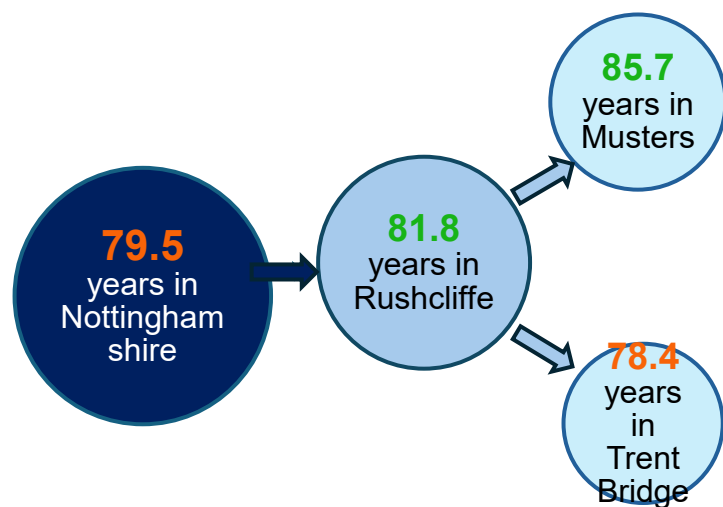 79.5
years in
Nottingham
shire
81.8
years in
Rushcliffe
85.7
years in
Musters
78.4
years
in
Trent
Bridge